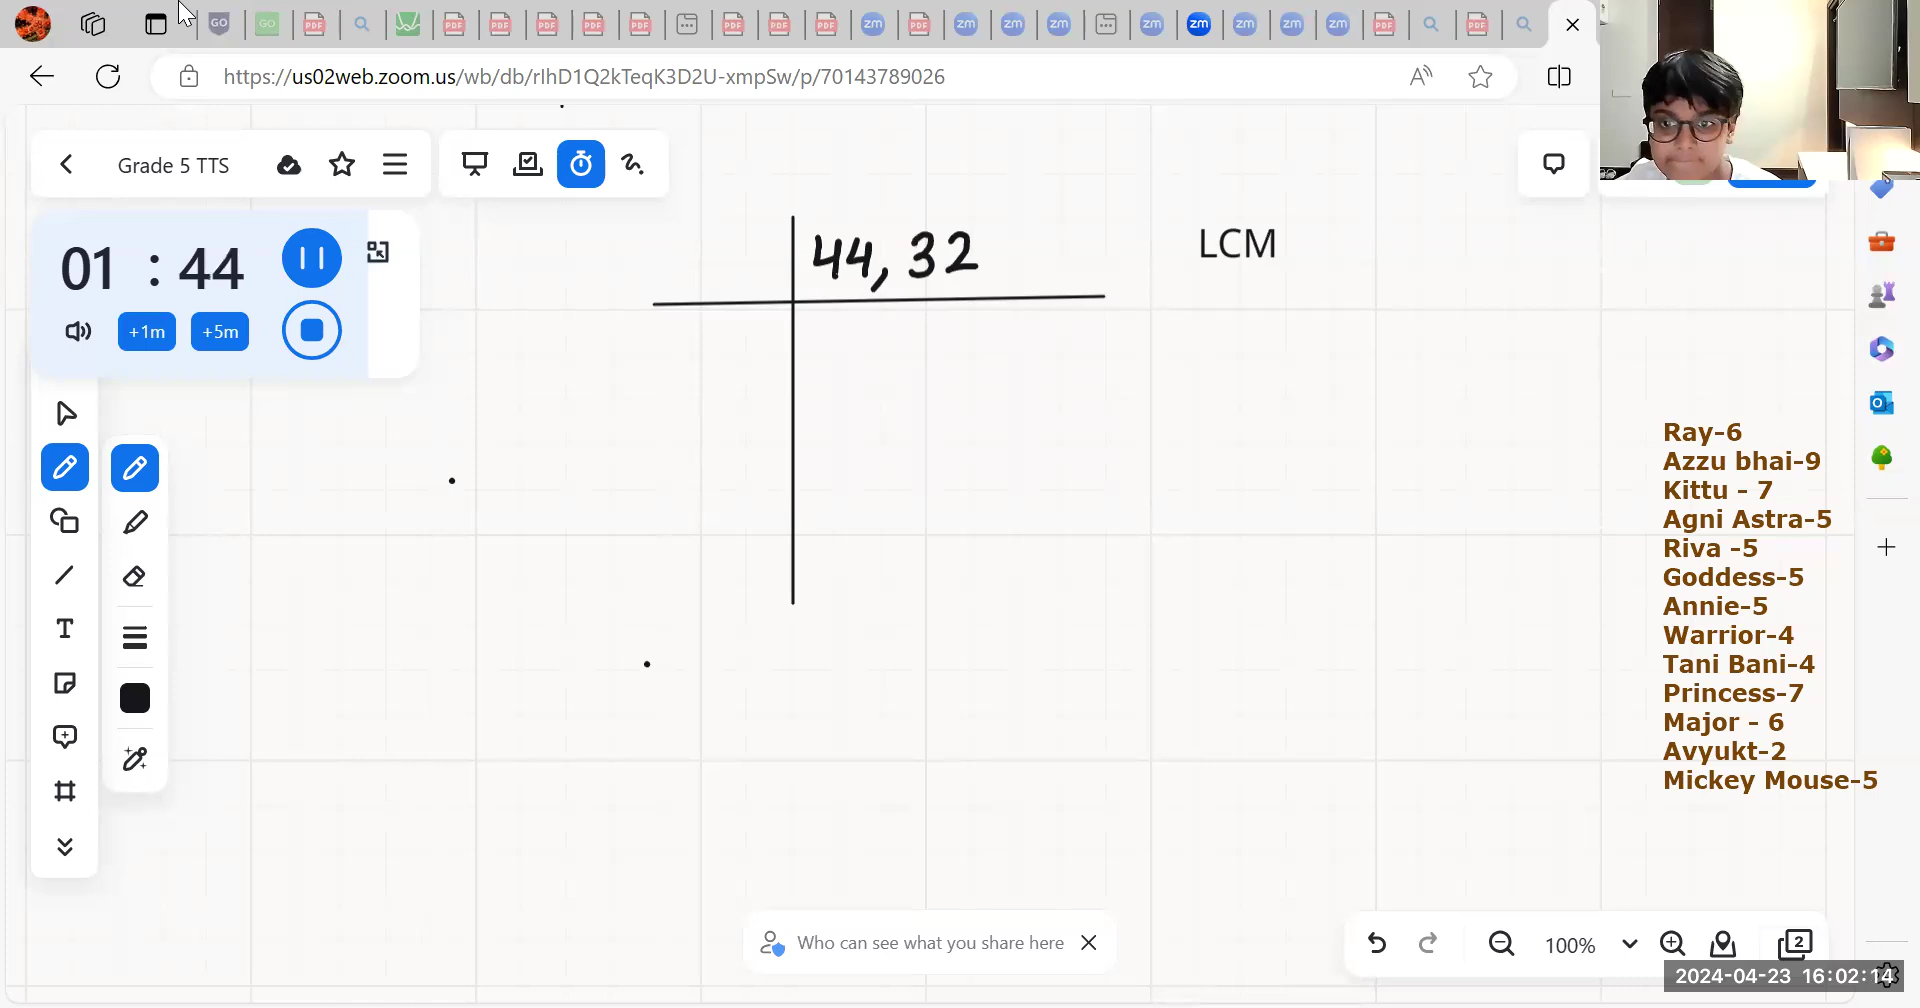 https://us02web.zoom.us/wb/db/rIhD1Q2kTeqK3D2U-xmpSw/p/70143789026
Grade 5 TTS
01 : 44
+1m +5m
44, 32
LCM
Ray-6
Azzu bhai-9
Kittu - 7
Agni Astra-5
Riva -5
Goddess-5
Annie-5
Warrior-4
Tani Bani-4
Princess-7
Major - 6
Avyukt-2
Mickey Mouse-5
Who can see what you share here
100%
2
2024-04-23 16:02:14